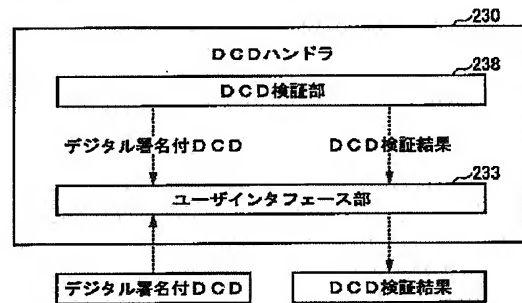 230
DCDハンドラ
238
DCD検証部
デジタル署名付DCD
DCD検証結果
233
ユーザインタフェース部
デジタル署名付DCD
DCD検証結果